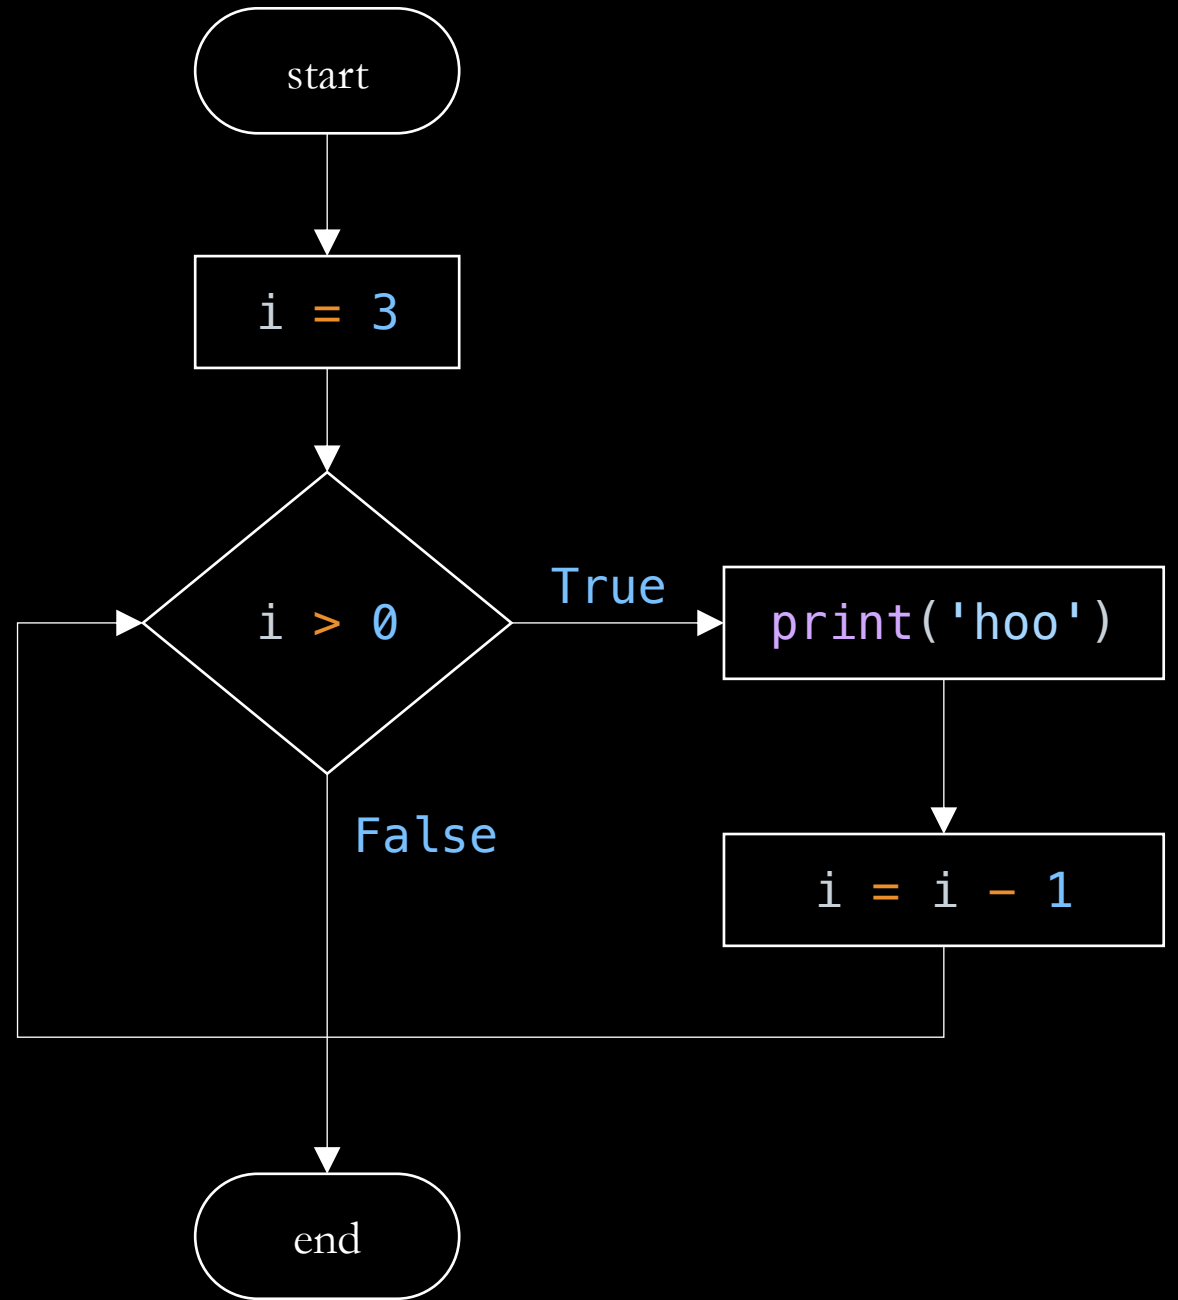 start
i = 3
i > 0
True
print('hoo')
False
i = i - 1
end